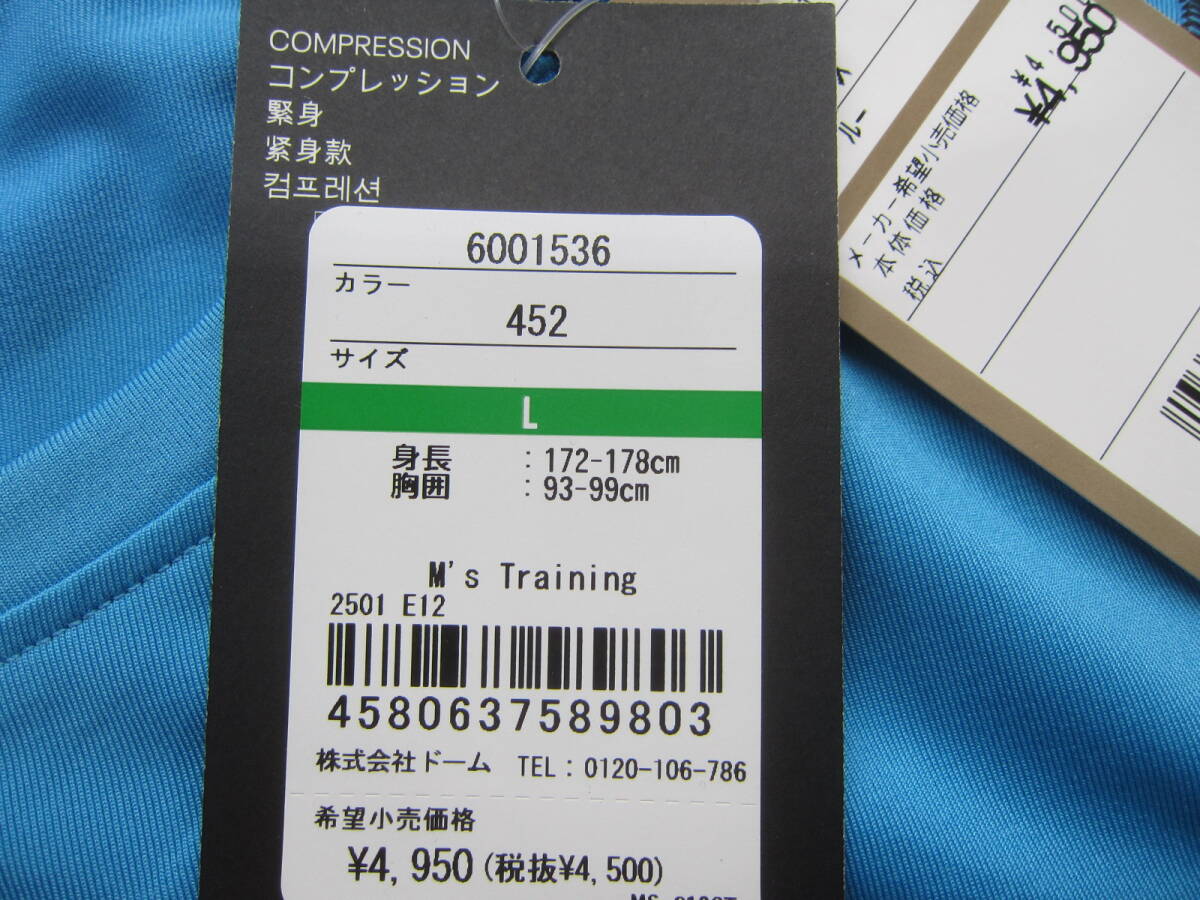 COMPRESSION
コンプレッション
緊身
紧身款
컴프레션
6001536
カラー
452
サイズ
L
身長 : 172-178cm
胸囲 : 93-99cm
M's Training
2501 E12
4580637589803
株式会社ドーム TEL : 0120-106-786
希望小売価格
¥4,950 (税抜¥4,500)
ルー
メーカー希望小売価格
本体価格
税込